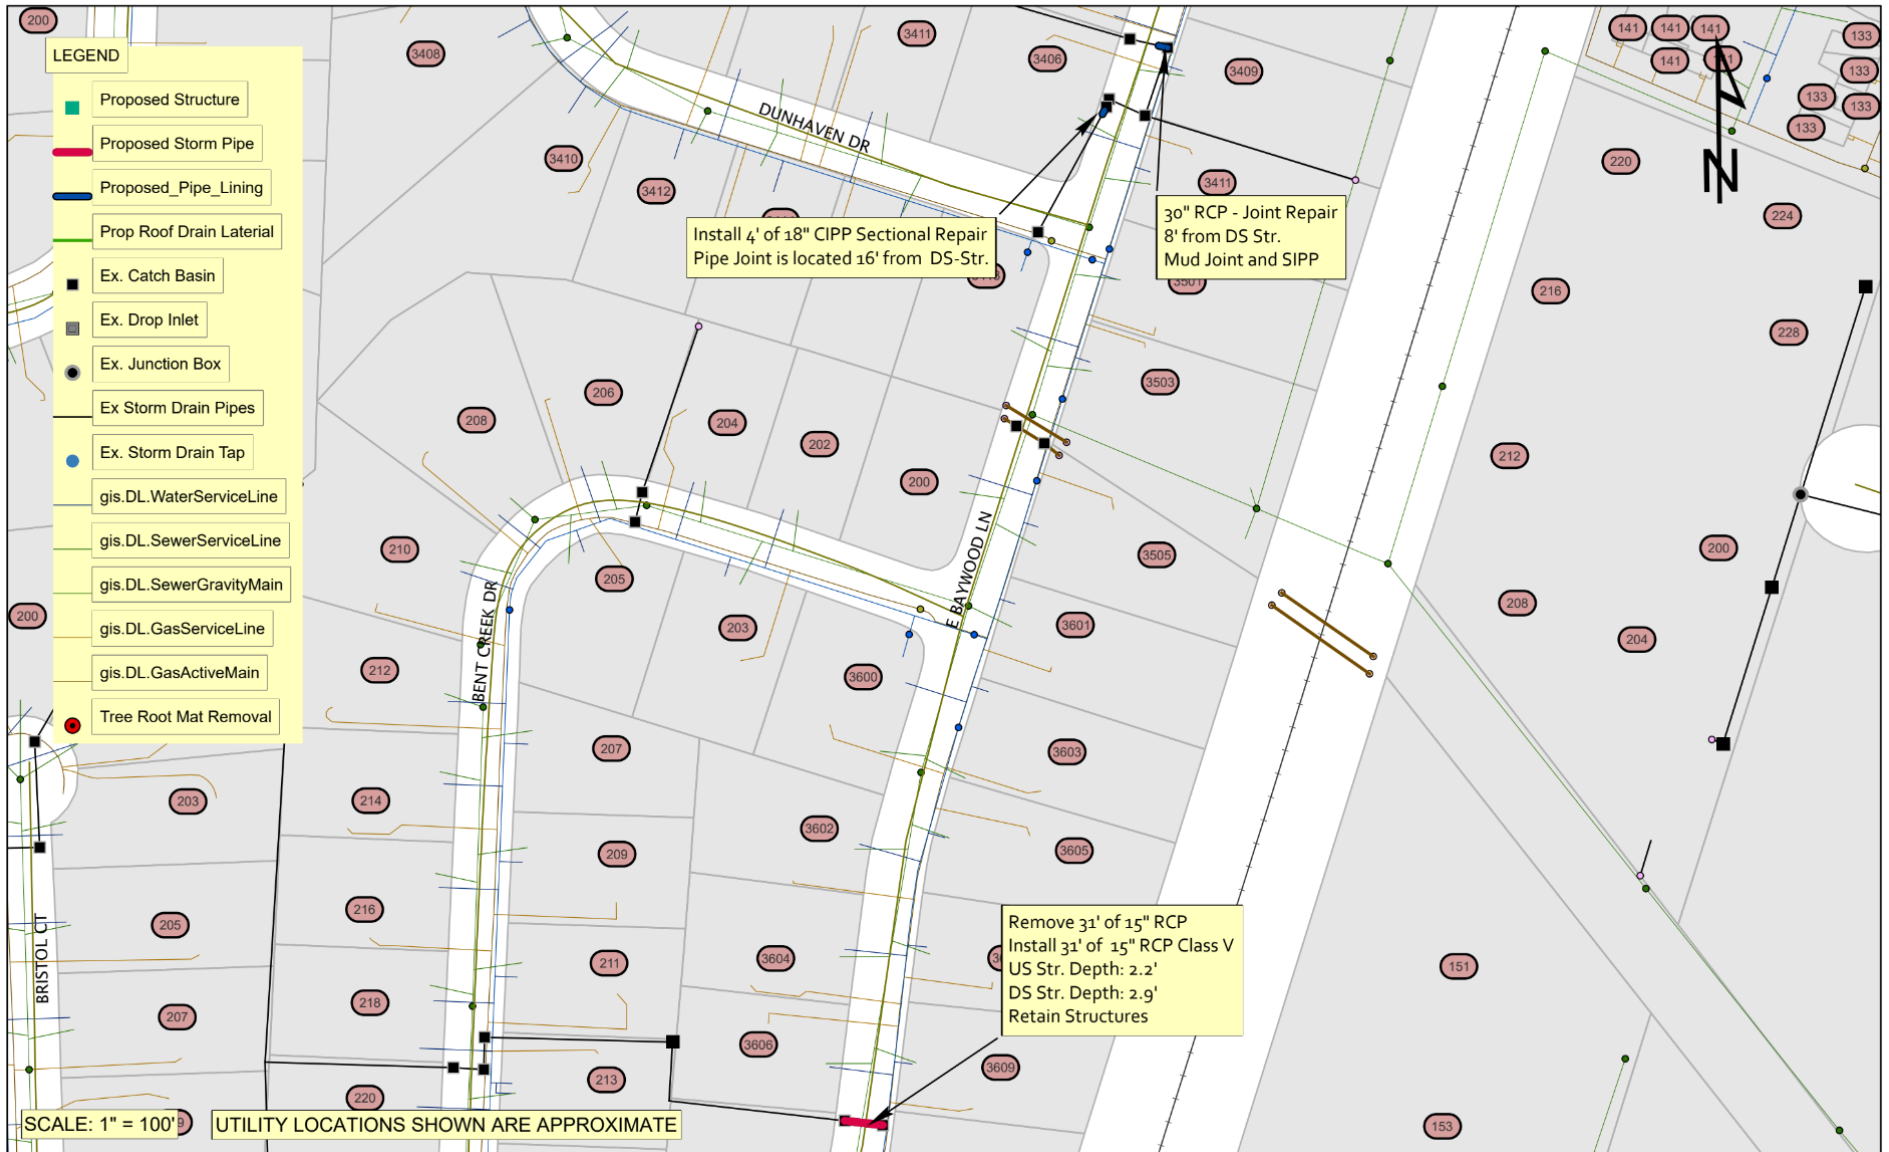 LEGEND
Proposed Structure
Proposed Storm Pipe
Proposed_Pipe_Lining
Prop Roof Drain Laterial
Ex. Catch Basin
Ex. Drop Inlet
Ex. Junction Box
Ex Storm Drain Pipes
Ex. Storm Drain Tap
gis.DL.WaterServiceLine
gis.DL.SewerServiceLine
gis.DL.SewerGravityMain
gis.DL.GasServiceLine
gis.DL.GasActiveMain
Tree Root Mat Removal
200
3408
3411
3406
3409
141
141
141
141
133
133
133
133
133
220
224
DUNHAVEN DR
3410
3412
3411
Install 4' of 18" CIPP Sectional Repair
Pipe Joint is located 16' from DS-Str.
30" RCP - Joint Repair
8' from DS Str.
Mud Joint and SIPP
N
3501
216
228
3503
206
208
204
202
200
212
210
205
203
E BAYWOOD LN
BENT CREEK DR
3505
3601
200
208
204
200
212
3600
207
3603
203
214
3602
209
3605
205
216
211
3604
BRISTOL CT
207
218
3606
213
220
3609
151
153
Remove 31' of 15" RCP
Install 31' of 15" RCP Class V
US Str. Depth: 2.2'
DS Str. Depth: 2.9'
Retain Structures
SCALE: 1" = 100'
UTILITY LOCATIONS SHOWN ARE APPROXIMATE